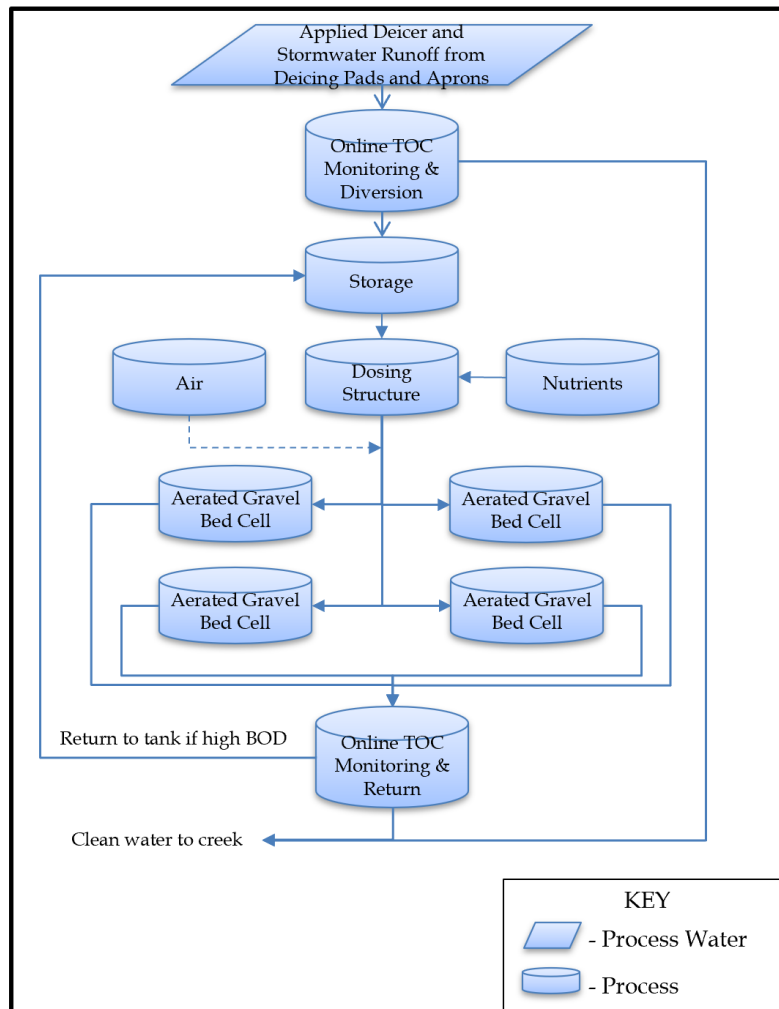 Applied Deicer and
Stormwater Runoff from
Deicing Pads and Aprons
Online TOC
Monitoring &
Diversion
Storage
Air
Dosing
Structure
Nutrients
Aerated Gravel
Bed Cell
Aerated Gravel
Bed Cell
Aerated Gravel
Bed Cell
Aerated Gravel
Bed Cell
Return to tank if high BOD
Online TOC
Monitoring &
Return
Clean water to creek
KEY
- Process Water
- Process